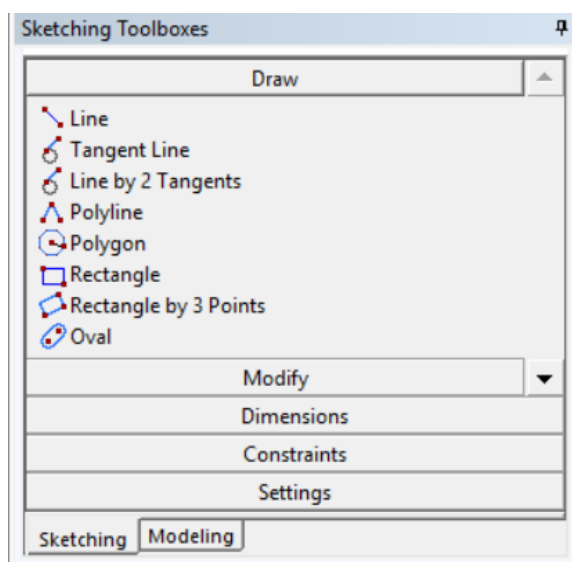 Sketching Toolboxes
Draw
Line
Tangent Line
Line by 2 Tangents
Polyline
Polygon
Rectangle
Rectangle by 3 Points
Oval
Modify
Dimensions
Constraints
Settings
Sketching Modeling